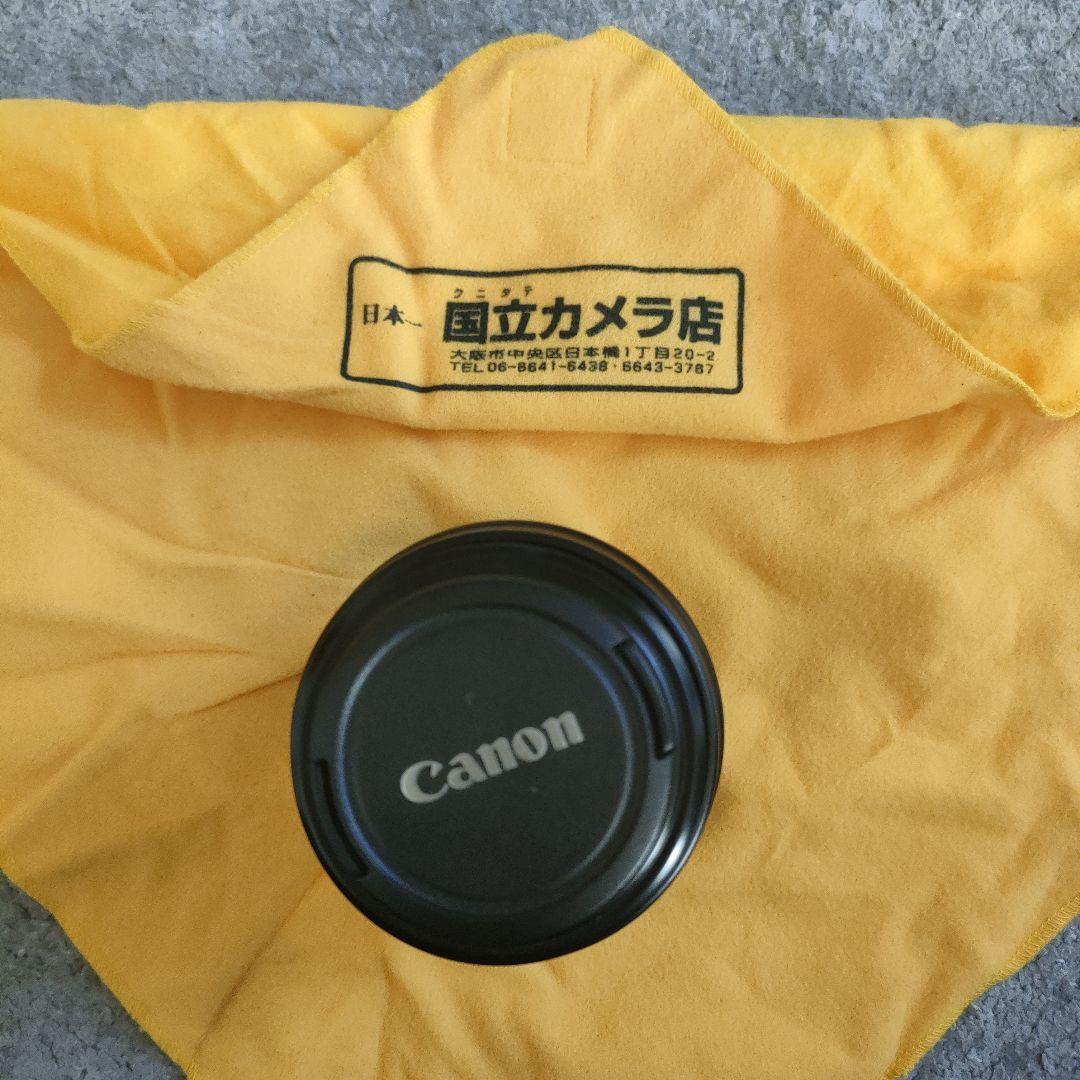 クニタテ
日本一 国立カメラ店
大阪市中央区日本橋1丁目20-2
TEL 06-6641-6438・6643-3787
Canon